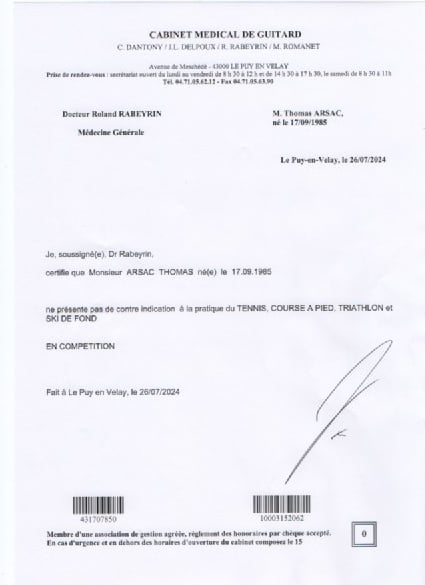 CABINET MEDICAL DE GUITARD
C. DANTONY / J.L. DELPOUX / R. RABEYRIN / M. ROMANET
Avenue de Meschede - 43000 LE PUY EN VELAY
Prise de rendez-vous : secrétariat ouvert du lundi au vendredi de 8 h 30 à 12 h et de 14 h 30 à 17 h 30, le samedi de 8 h 30 à 11h
Tél. 04.71.05.62.12 - Fax 04.71.05.63.90
Docteur Roland RABEYRIN
Médecine Générale
M. Thomas ARSAC,
né le 17/09/1985
Le Puy-en-Velay, le 26/07/2024
Je, soussigné(e), Dr Rabeyrin,
certifie que Monsieur ARSAC THOMAS né(e) le 17.09.1985
ne présente pas de contre indication à la pratique du TENNIS, COURSE A PIED, TRIATHLON et
SKI DE FOND
EN COMPETITION
Fait à Le Puy en Velay, le 26/07/2024
431707850
10003152062
Membre d'une association de gestion agréée, règlement des honoraires par chèque accepté.
En cas d'urgence et en dehors des horaires d'ouverture du cabinet composez le 15
0